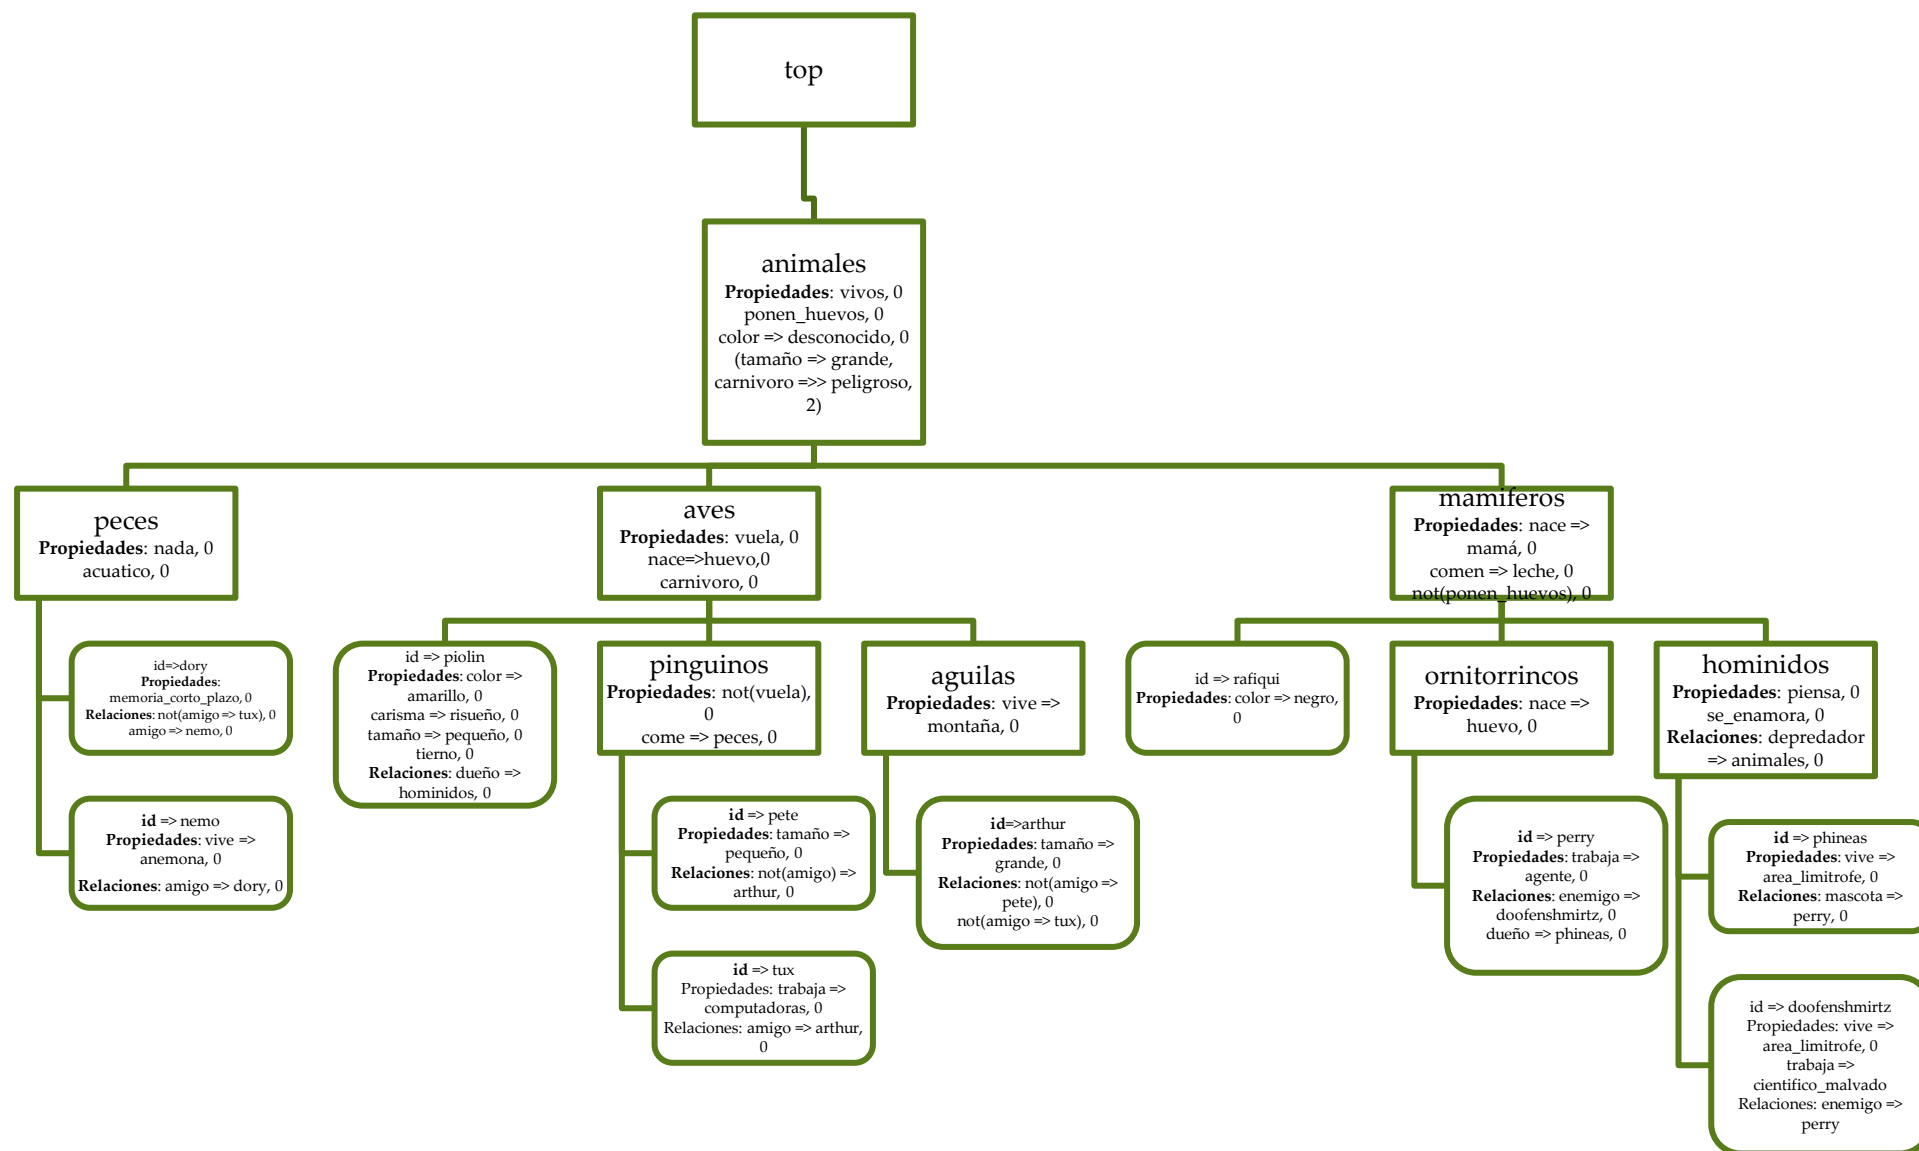 top
animales
Propiedades: vivos, 0
ponen_huevos, 0
color => desconocido, 0
(tamaño => grande,
carnivoro =>> peligroso,
2)
peces
Propiedades: nada, 0
acuatico, 0
aves
Propiedades: vuela, 0
nace=>huevo,0
carnivoro, 0
mamiferos
Propiedades: nace =>
mamá, 0
comen => leche, 0
not(ponen_huevos), 0
id=>dory
Propiedades:
memoria_corto_plazo, 0
Relaciones: not(amigo => tux), 0
amigo => nemo, 0
id => nemo
Propiedades: vive =>
anemona, 0
Relaciones: amigo => dory, 0
id => piolin
Propiedades: color =>
amarillo, 0
carisma => risueño, 0
tamaño => pequeño, 0
tierno, 0
Relaciones: dueño =>
hominidos, 0
pinguinos
Propiedades: not(vuela),
0
come => peces, 0
id => pete
Propiedades: tamaño =>
pequeño, 0
Relaciones: not(amigo) =>
arthur, 0
id => tux
Propiedades: trabaja =>
computadoras, 0
Relaciones: amigo => arthur,
0
aguilas
Propiedades: vive =>
montaña, 0
id=>arthur
Propiedades: tamaño =>
grande, 0
Relaciones: not(amigo =>
pete), 0
not(amigo => tux), 0
id => rafiqui
Propiedades: color => negro,
0
ornitorrincos
Propiedades: nace =>
huevo, 0
id => perry
Propiedades: trabaja =>
agente, 0
Relaciones: enemigo =>
doofenshmirtz, 0
dueño => phineas, 0
hominidos
Propiedades: piensa, 0
se_enamora, 0
Relaciones: depredador
=> animales, 0
id => phineas
Propiedades: vive =>
area_limitrofe, 0
Relaciones: mascota =>
perry, 0
id => doofenshmirtz
Propiedades: vive =>
area_limitrofe, 0
trabaja =>
cientifico_malvado
Relaciones: enemigo =>
perry